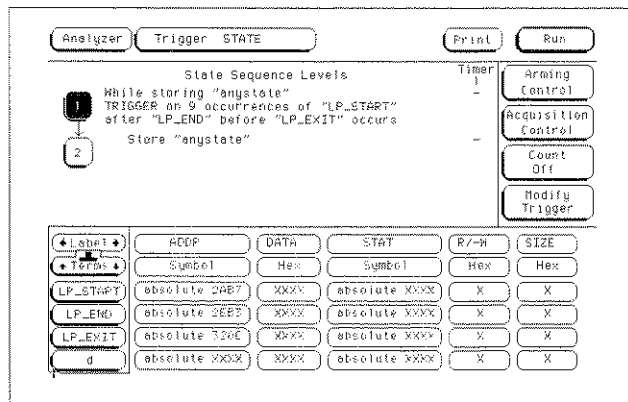 Analyzer Trigger STATE Print Run
State Sequence Levels Timer
1
While storing "anystate" -
1 TRIGGER on 9 occurrences of "LP_START"
after "LP_END" before "LP_EXIT" occurs
Store "anystate" -
2
Arming Control
Acquisition Control
Count Off
Modify Trigger
Label ADDR DATA STAT R/-W SIZE
Terms Symbol Hex Symbol Hex Hex
LP_START absolute XXXX absolute XXXX X X
LP_END absolute XXXX absolute XXXX X X
LP_EXIT absolute XXXX absolute XXXX X X
d absolute XXXX XXXX absolute XXXX X X